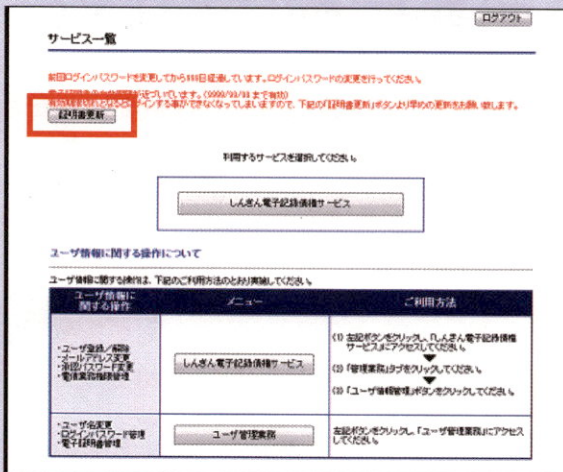 ログアウト
サービス一覧
前回ログインパスワードを変更してから999日経過しています。ログインパスワードの変更を行ってください。
電子証明書の有効期限が近づいています。(9999/99/99 まで有効)
有効期限切れとなるとログインする事ができなくなってしまいますので、下記の「証明書更新」ボタンより早めの更新をお願い致します。
証明書更新
利用するサービスを選択してください。
しんきん電子記録債権サービス
ユーザ情報に関する操作について
ユーザ情報に関する操作は、下記のご利用方法のとおり実施してください。
ユーザ情報に
関する操作
メニュー
ご利用方法
・ユーザ登録/解除
・メールアドレス変更
・承認パスワード変更
・電債業務権限管理
しんきん電子記録債権サービス
(1) 左記ボタンをクリックし、「しんきん電子記録債権
サービス」にアクセスしてください。
(2) 「管理業務」タブをクリックしてください。
(3) 「ユーザ情報管理」ボタンをクリックしてください。
・ユーザ名変更
・ログインパスワード管理
・電子証明書管理
ユーザ管理業務
左記ボタンをクリックし、「ユーザ管理業務」にアクセス
してください。